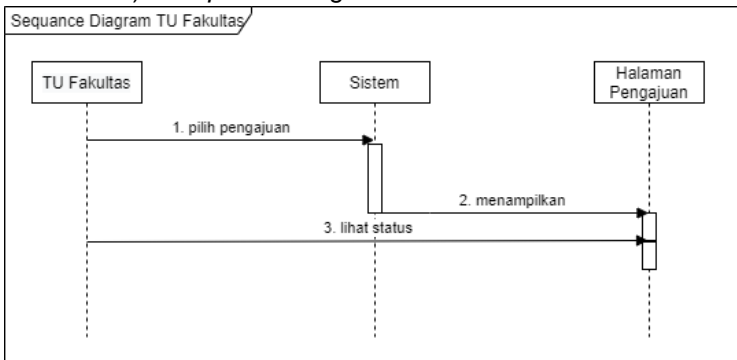 Sequance Diagram TU Fakultas
TU Fakultas
Sistem
Halaman
Pengajuan
1. pilih pengajuan
2. menampilkan
3. lihat status